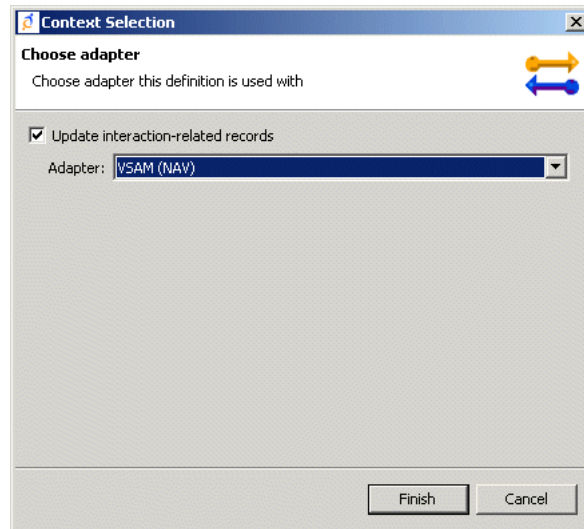 Context Selection
Choose adapter
Choose adapter this definition is used with
Update interaction-related records
Adapter: VSAM (NAV)
Finish Cancel